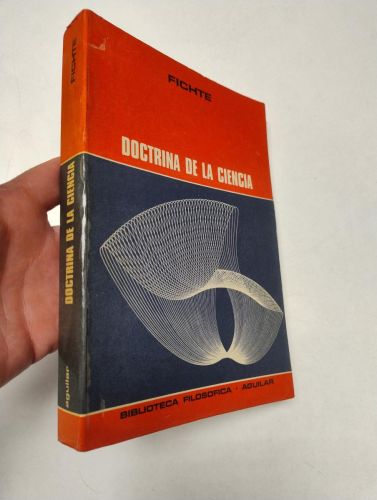 FICHTE
DOCTRINA DE LA CIENCIA
BIBLIOTECA FILOSOFICA · AGUILAR
FICHTE
DOCTRINA DE LA CIENCIA
aguilar